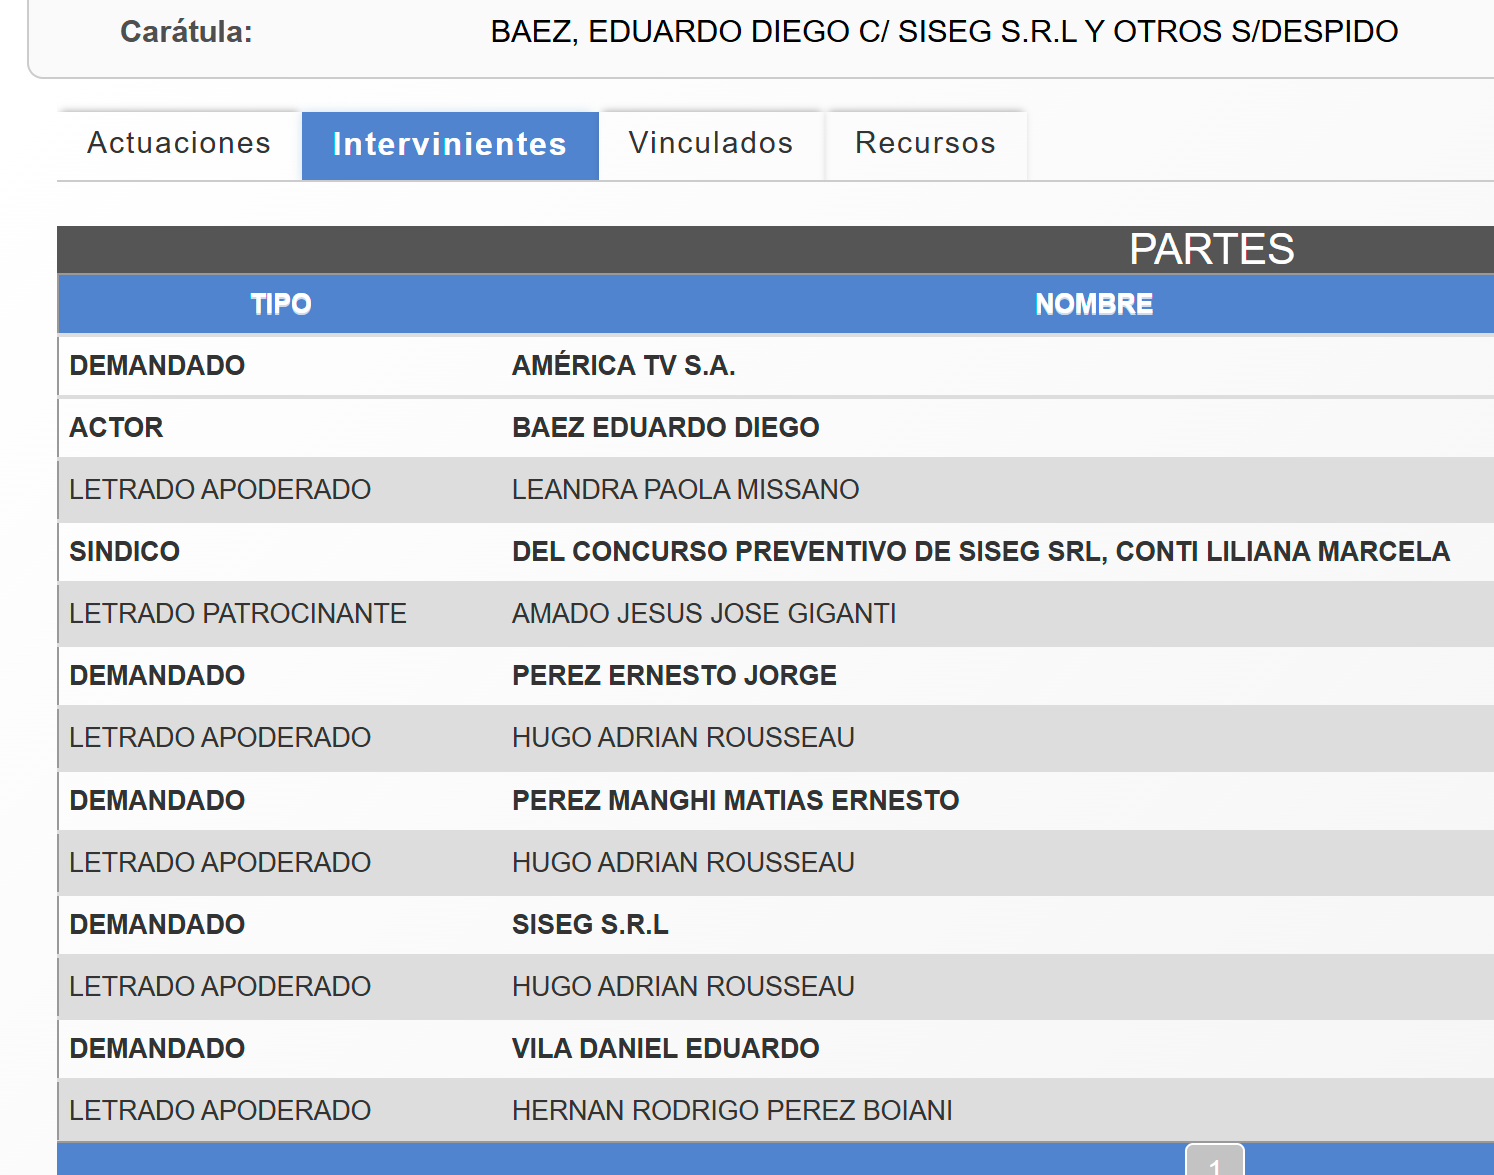 Carátula: BAEZ, EDUARDO DIEGO C/ SISEG S.R.L Y OTROS S/DESPIDO
Actuaciones Intervinientes Vinculados Recursos
PARTES
TIPO NOMBRE
DEMANDADO AMÉRICA TV S.A.
ACTOR BAEZ EDUARDO DIEGO
LETRADO APODERADO LEANDRA PAOLA MISSANO
SINDICO DEL CONCURSO PREVENTIVO DE SISEG SRL, CONTI LILIANA MARCELA
LETRADO PATROCINANTE AMADO JESUS JOSE GIGANTI
DEMANDADO PEREZ ERNESTO JORGE
LETRADO APODERADO HUGO ADRIAN ROUSSEAU
DEMANDADO PEREZ MANGHI MATIAS ERNESTO
LETRADO APODERADO HUGO ADRIAN ROUSSEAU
DEMANDADO SISEG S.R.L
LETRADO APODERADO HUGO ADRIAN ROUSSEAU
DEMANDADO VILA DANIEL EDUARDO
LETRADO APODERADO HERNAN RODRIGO PEREZ BOIANI
1